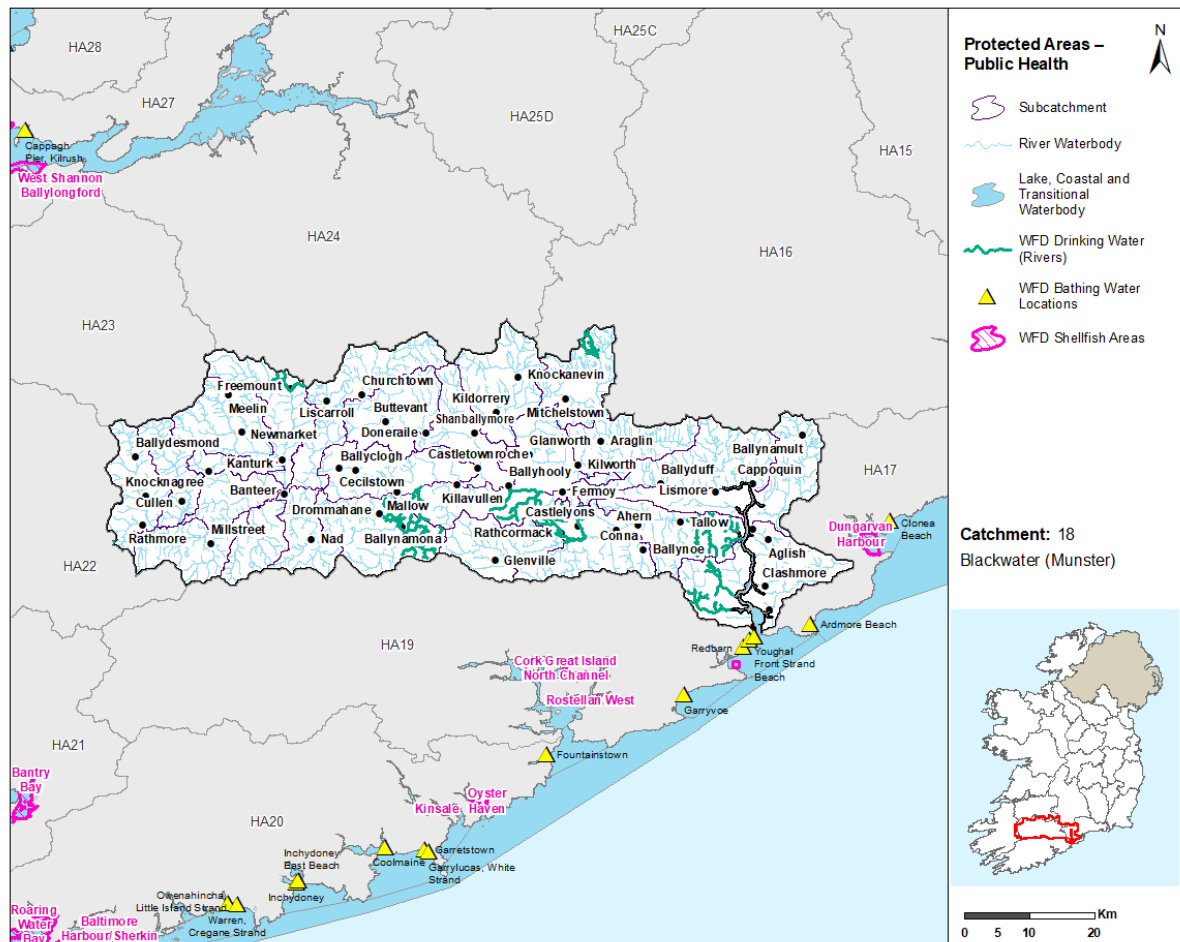 HA28
HA25C
HA27
HA25D
HA15
Cappagh
Pier, Kilrush
West Shannon
Ballylongford
HA24
HA16
HA23
Freemount
Churchtown
Knockanevin
Meelin
Liscarroll
Buttevant
Kildorrery
Mitchelstown
Ballydesmond
Newmarket
Doneraile
Shanballymore
Glanworth
Araglin
Ballynamult
Kanturk
Ballyclogh
Castletownroche
Kilworth
Ballyduff
Cappoquin
HA17
Knocknagree
Cecilstown
Ballyhooly
Cullen
Banteer
Killavullen
Fermoy
Lismore
Drommahane
Mallow
Castlelyons
Rathmore
Millstreet
Nad
Ballynamona
Rathcormack
Ahern
Conna
Tallow
Ballynoe
Aglish
Glenville
Clashmore
Dungarvan
Harbour
Clonea
Beach
HA22
HA19
Ardmore Beach
Redbarn
Youghal
Front Strand
Beach
Cork Great Island
North Channel
Rostellan West
Garryvoe
HA21
Fountainstown
Bantry
Bay
Oyster
Haven
Kinsale
HA20
Inchydoney
East Beach
Coolmaine
Garretstown
Garrylucas, White
Strand
Inchydoney
Owenahincha,
Little Island Strand
Warren,
Cregane Strand
Roaring
Water
Bay
Baltimore
Harbour/Sherkin
Protected Areas –
Public Health
N
Subcatchment
River Waterbody
Lake, Coastal and
Transitional
Waterbody
WFD Drinking Water
(Rivers)
WFD Bathing Water
Locations
WFD Shellfish Areas
Catchment: 18
Blackwater (Munster)
Km
0 5 10 20